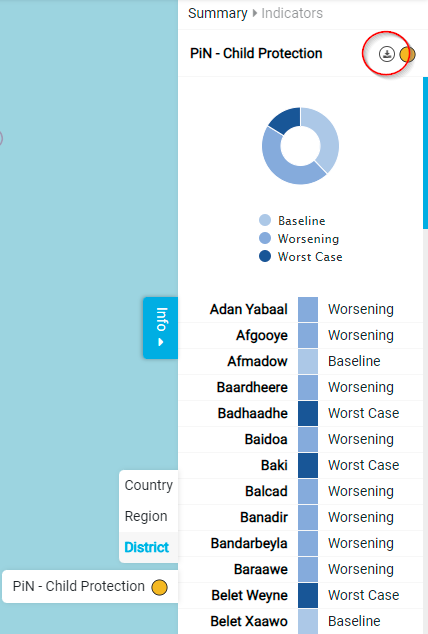 Summary Indicators
PiN - Child Protection
Baseline
Worsening
Worst Case
Info
Adan Yabaal Worsening
Afgooye Worsening
Afmadow Baseline
Baardheere Worsening
Badhaadhe Worst Case
Baidoa Worsening
Baki Worst Case
Balcad Worsening
Banadir Worsening
Bandarbeyla Worsening
Baraawe Worsening
Belet Weyne Worst Case
Belet Xaawo Baseline
Country
Region
District
PiN - Child Protection